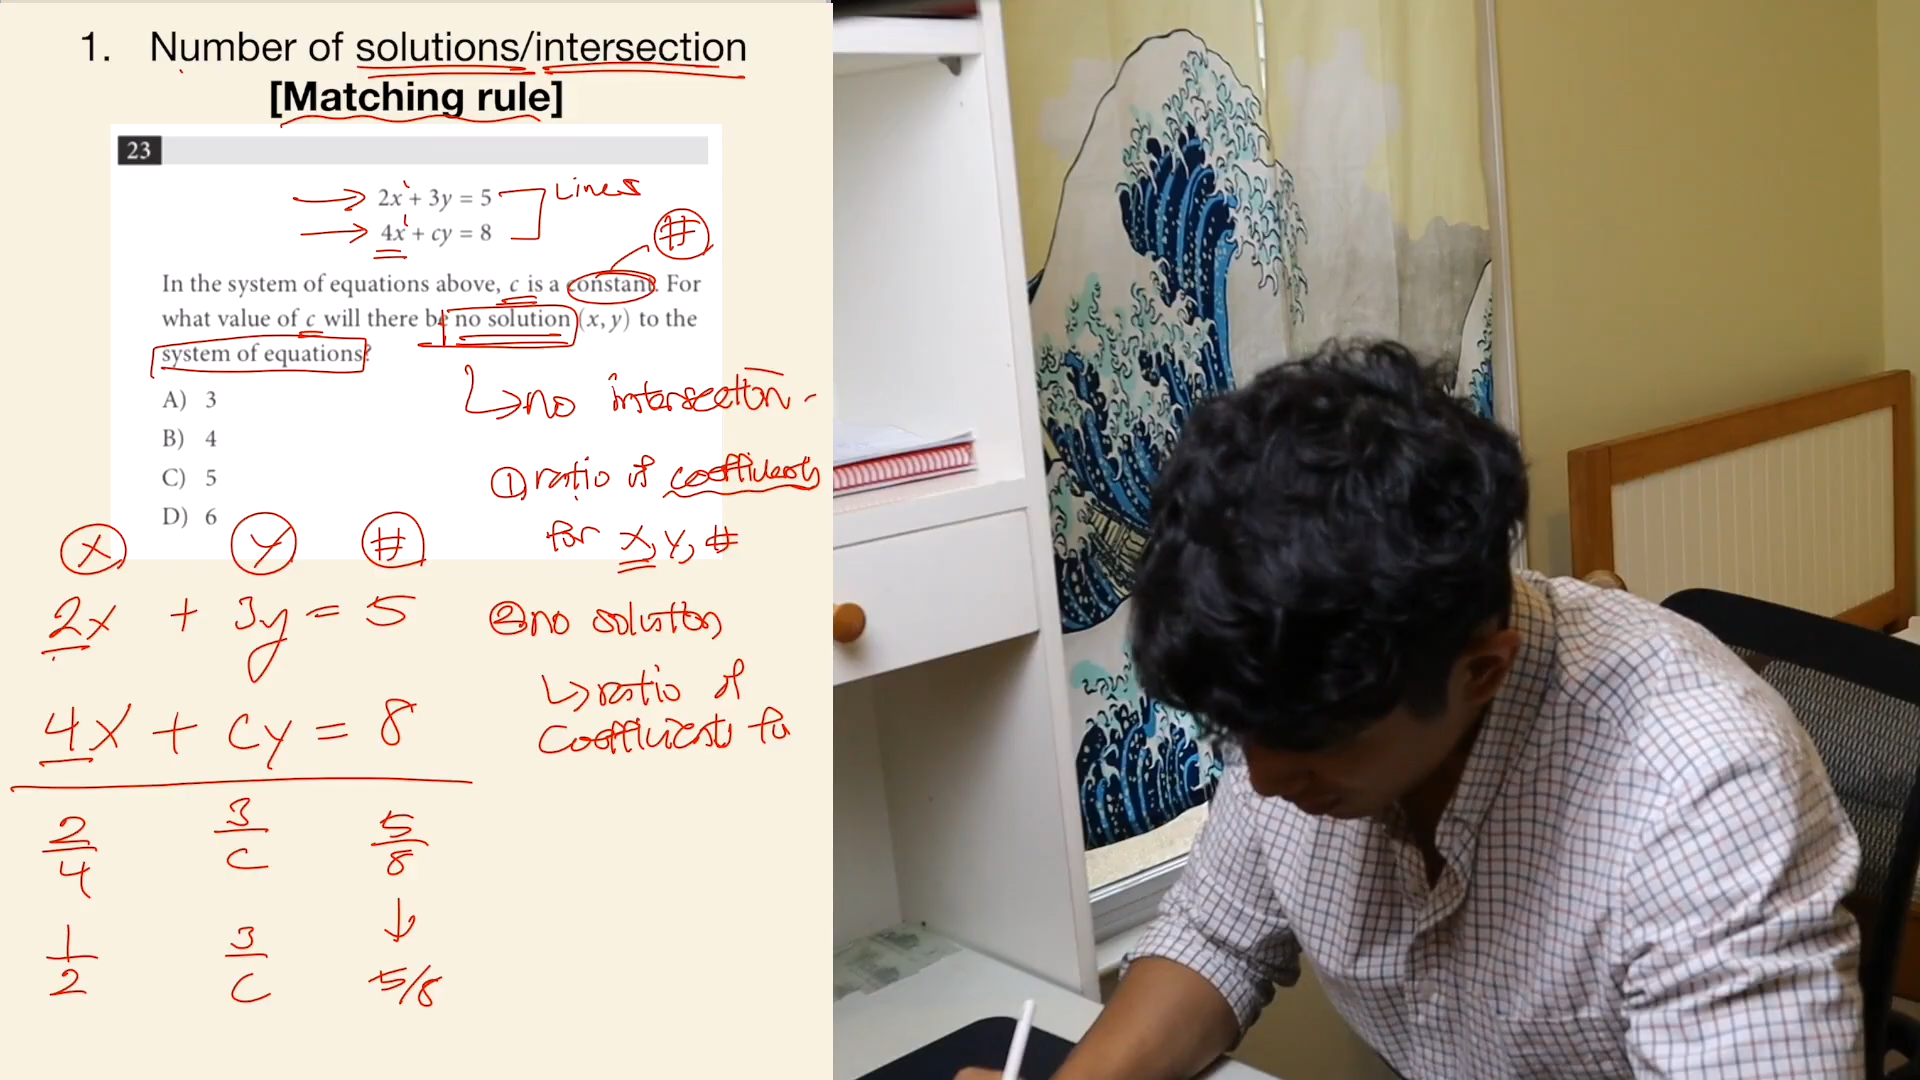 1. Number of solutions/intersection
[Matching rule]
23
2x + 3y = 5
4x + cy = 8
Lines
#
In the system of equations above, c is a constant. For
what value of c will there be no solution (x, y) to the
system of equations?
A) 3
B) 4
C) 5
D) 6
↳ no intersection
① ratio of coefficients
for x, y, #
② no solution
↳ ratio of
coefficients fo
x y #
2x + 3y = 5
4x + cy = 8
2/4 3/c 5/8
1/2 3/c 5/8